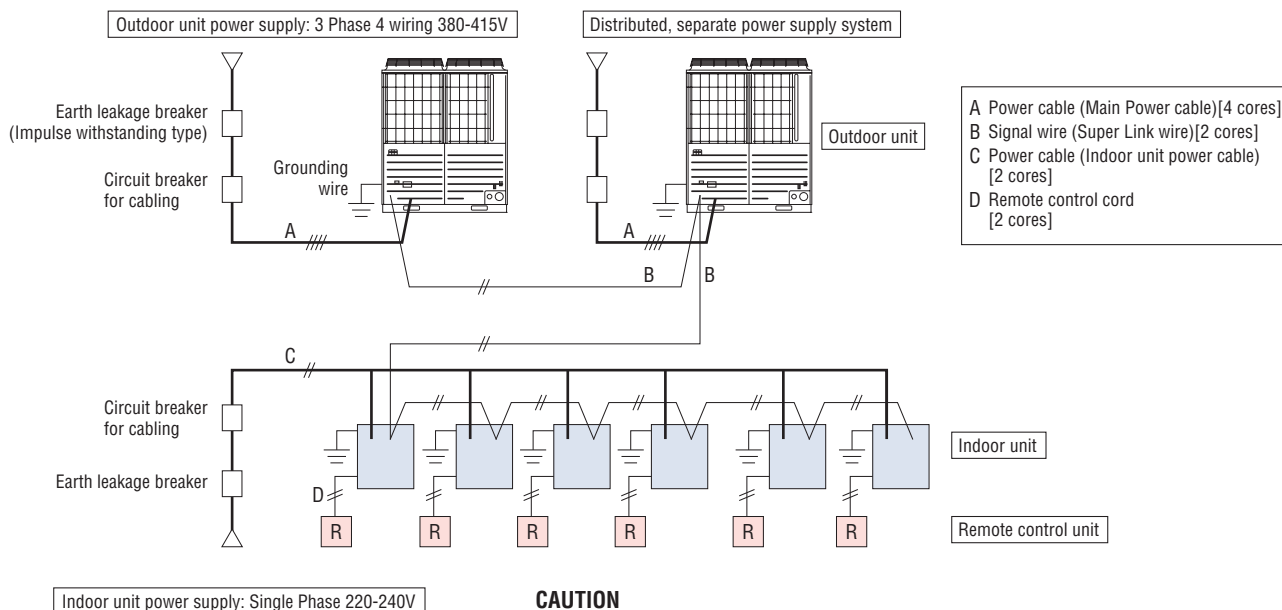 Outdoor unit power supply: 3 Phase 4 wiring 380-415V
Distributed, separate power supply system
Earth leakage breaker
(Impulse withstanding type)
Circuit breaker
for cabling
Grounding
wire
Outdoor unit
A
A
B
B
A Power cable (Main Power cable)[4 cores]
B Signal wire (Super Link wire)[2 cores]
C Power cable (Indoor unit power cable)
[2 cores]
D Remote control cord
[2 cores]
C
Circuit breaker
for cabling
Earth leakage breaker
Indoor unit
D
R R R R R R
Remote control unit
Indoor unit power supply: Single Phase 220-240V
CAUTION